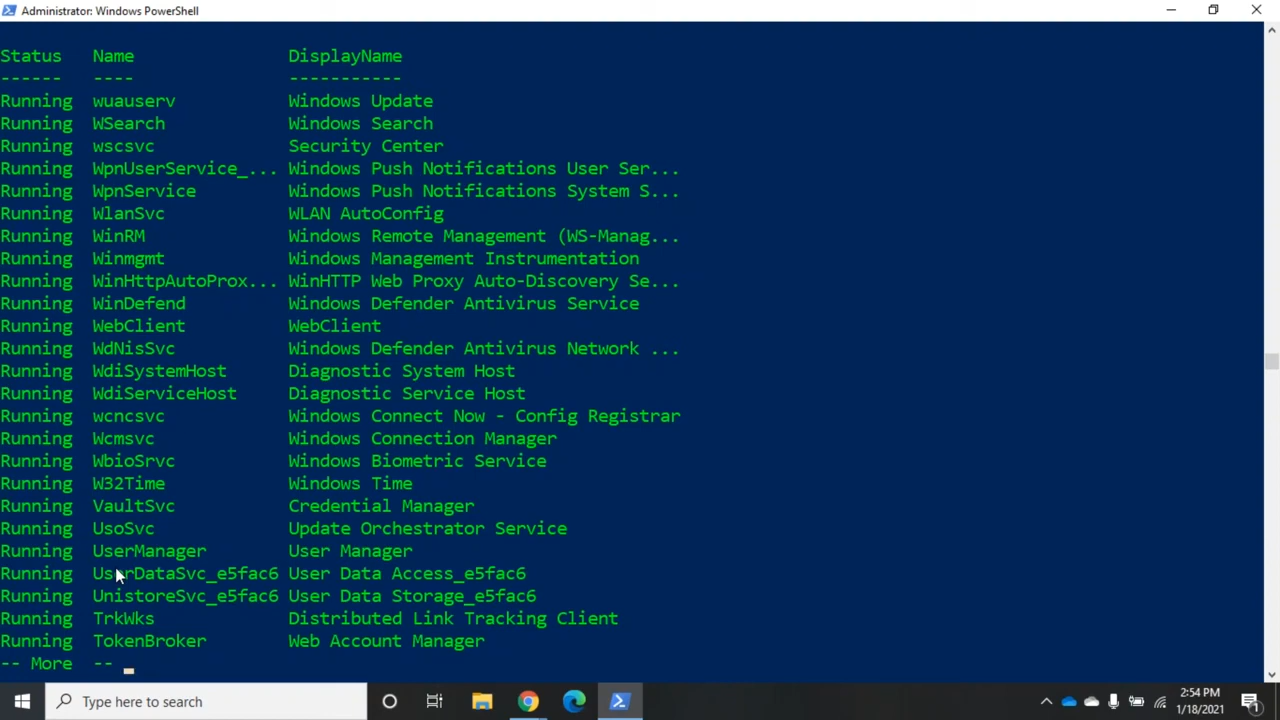 Administrator: Windows PowerShell
Status Name DisplayName
------ ---- -----------
Running wuauserv Windows Update
Running WSearch Windows Search
Running wscsvc Security Center
Running WpnUserService_... Windows Push Notifications User Ser...
Running WpnService Windows Push Notifications System S...
Running WlanSvc WLAN AutoConfig
Running WinRM Windows Remote Management (WS-Manag...
Running Winmgmt Windows Management Instrumentation
Running WinHttpAutoProx... WinHTTP Web Proxy Auto-Discovery Se...
Running WinDefend Windows Defender Antivirus Service
Running WebClient WebClient
Running WdNisSvc Windows Defender Antivirus Network ...
Running WdiSystemHost Diagnostic System Host
Running WdiServiceHost Diagnostic Service Host
Running wcncsvc Windows Connect Now - Config Registrar
Running Wcmsvc Windows Connection Manager
Running WbioSrvc Windows Biometric Service
Running W32Time Windows Time
Running VaultSvc Credential Manager
Running UsoSvc Update Orchestrator Service
Running UserManager User Manager
Running UserDataSvc_e5fac6 User Data Access_e5fac6
Running UnistoreSvc_e5fac6 User Data Storage_e5fac6
Running TrkWks Distributed Link Tracking Client
Running TokenBroker Web Account Manager
-- More --
Type here to search
2:54 PM
1/18/2021
1